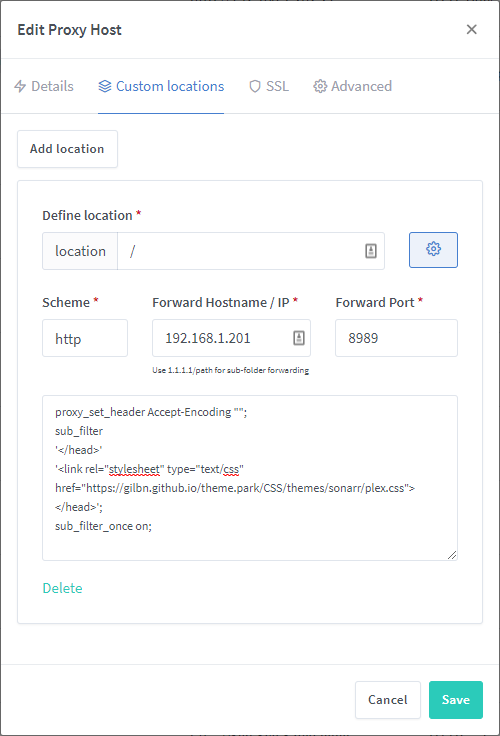 Edit Proxy Host
Details
Custom locations
SSL
Advanced
Add location
Define location *
location
/
Scheme *
Forward Hostname / IP *
Forward Port *
http
192.168.1.201
8989
Use 1.1.1.1/path for sub-folder forwarding
proxy_set_header Accept-Encoding "";
sub_filter
'</head>'
'<link rel="stylesheet" type="text/css"
href="https://gilbn.github.io/theme.park/CSS/themes/sonarr/plex.css">
</head>';
sub_filter_once on;
Delete
Cancel
Save